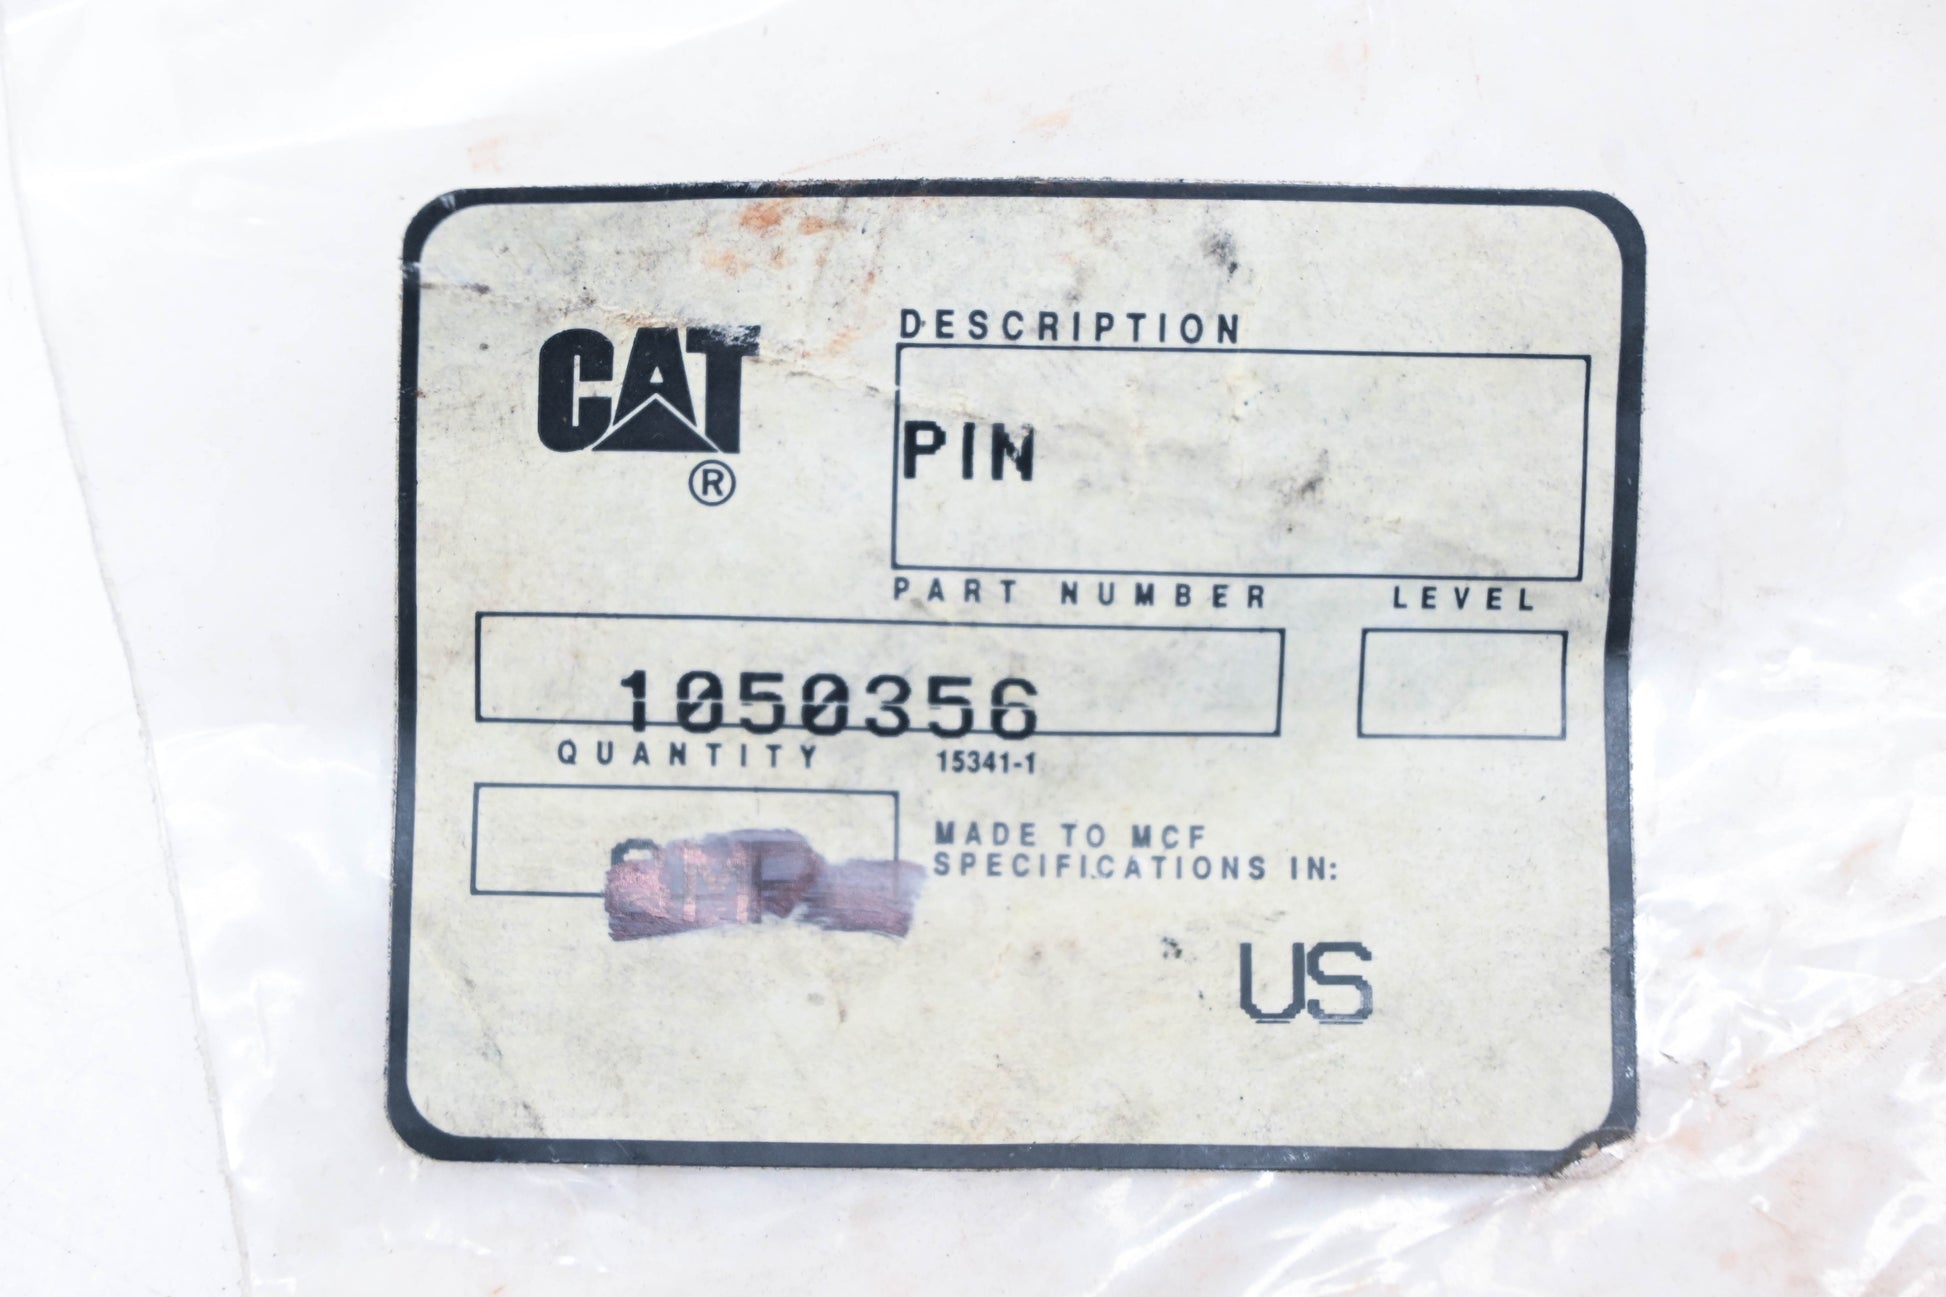 CAT
®
DESCRIPTION
PIN
PART NUMBER LEVEL
1050356
QUANTITY 15341-1
MADE TO MCF
SPECIFICATIONS IN:
US